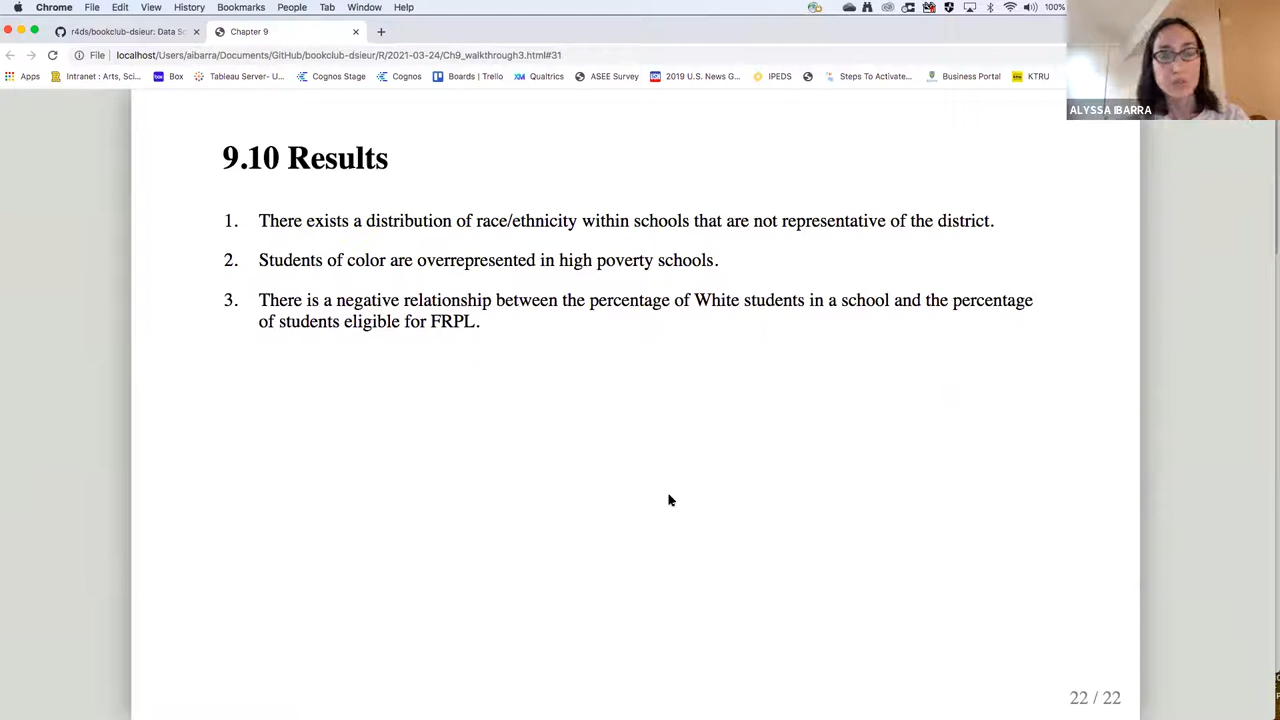 Chrome File Edit View History Bookmarks People Tab Window Help 100%
r4ds/bookclub-dsieur: Data Sc × Chapter 9 × +
File localhost/Users/aibarra/Documents/GitHub/bookclub-dsieur/R/2021-03-24/Ch9_walkthrough3.html#31
Apps Intranet : Arts, Sci... Box Tableau Server- U... Cognos Stage Cognos Boards | Trello Qualtrics ASEE Survey 2019 U.S. News G... IPEDS Steps To Activate... Business Portal KTRU
ALYSSA IBARRA
9.10 Results
1. There exists a distribution of race/ethnicity within schools that are not representative of the district.
2. Students of color are overrepresented in high poverty schools.
3. There is a negative relationship between the percentage of White students in a school and the percentage
of students eligible for FRPL.
22 / 22